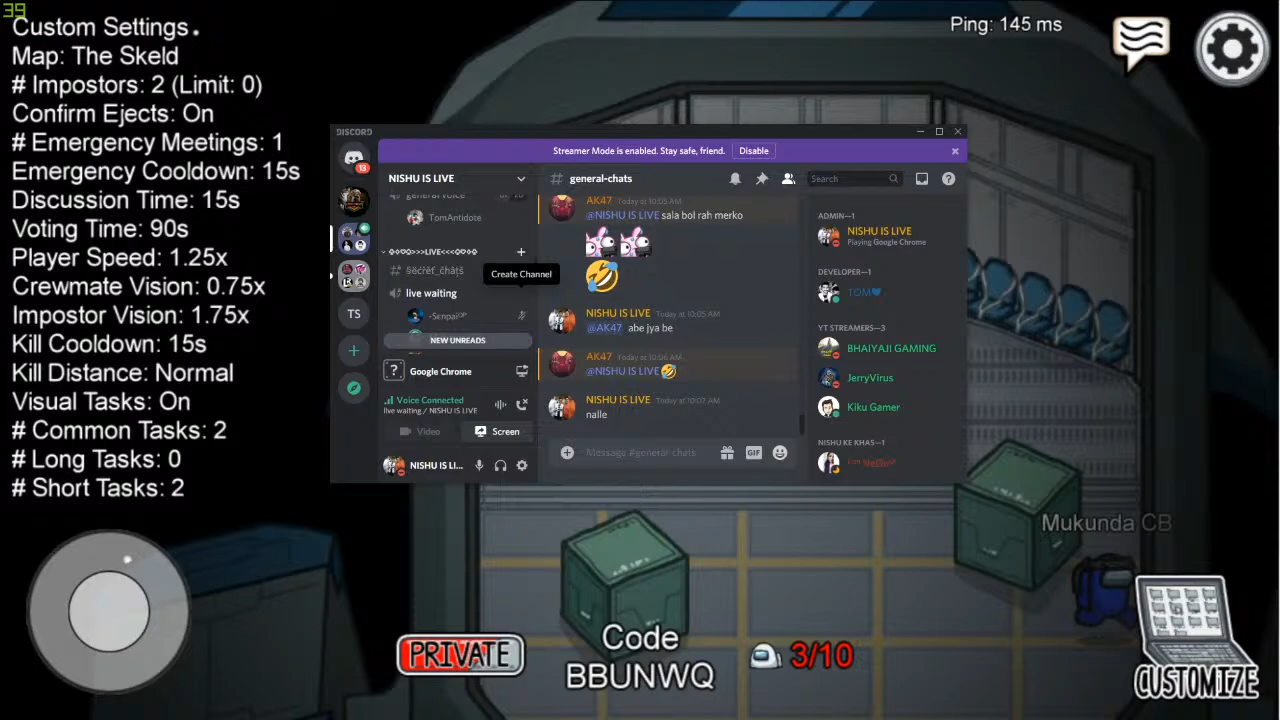 39
Custom Settings
Map: The Skeld
# Impostors: 2 (Limit: 0)
Confirm Ejects: On
# Emergency Meetings: 1
Emergency Cooldown: 15s
Discussion Time: 15s
Voting Time: 90s
Player Speed: 1.25x
Crewmate Vision: 0.75x
Impostor Vision: 1.75x
Kill Cooldown: 15s
Kill Distance: Normal
Visual Tasks: On
# Common Tasks: 2
# Long Tasks: 0
# Short Tasks: 2
Ping: 145 ms
DISCORD
Streamer Mode is enabled. Stay safe, friend. Disable
13
TS
NISHU IS LIVE
general voice
TomAntidote
>>>LIVE<<<
Create Channel
live waiting
NEW UNREADS
? Google Chrome
Voice Connected
live waiting / NISHU IS LIVE
Video
Screen
NISHU IS LI...
# general-chats
Search
AK47 Today at 10:05 AM
@NISHU IS LIVE sala bol rah merko
NISHU IS LIVE Today at 10:05 AM
@AK47 abe jya be
AK47 Today at 10:06 AM
@NISHU IS LIVE 🤣
NISHU IS LIVE Today at 10:07 AM
nalle
Message #general-chats
GIF
ADMIN—1
NISHU IS LIVE
Playing Google Chrome
DEVELOPER—1
TOM💙
YT STREAMERS—3
BHAIYAJI GAMING
JerryVirus
Kiku Gamer
NISHU KE KHAS—1
Mukunda CB
PRIVATE
Code
BBUNWQ
3/10
CUSTOMIZE